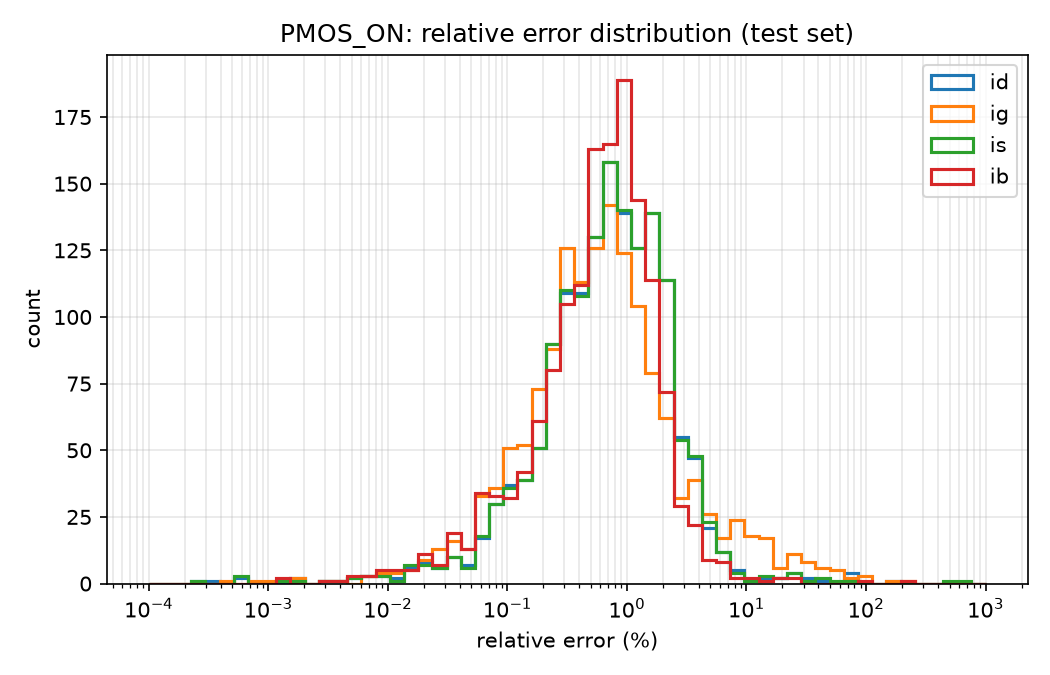 PMOS_ON: relative error distribution (test set)
id
ig
is
ib
175
150
125
100
75
50
25
0
count
10⁻⁴ 10⁻³ 10⁻² 10⁻¹ 10⁰ 10¹ 10² 10³
relative error (%)